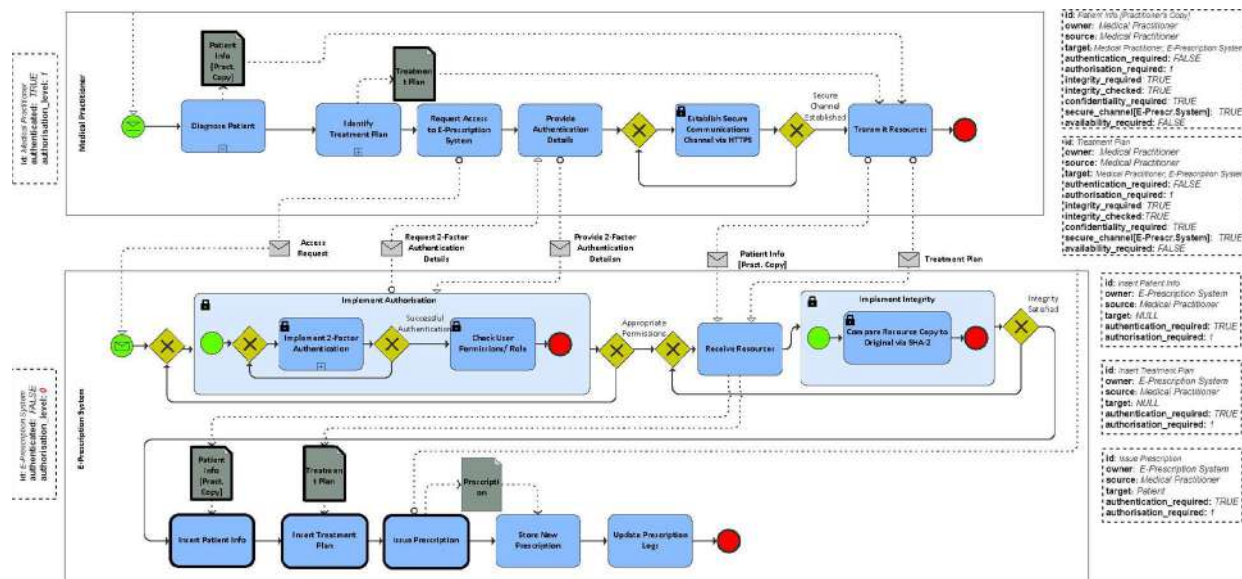 id: Medical Practitioner
authenticated: TRUE
authorisation_level: 1
Medical Practitioner
Patient
Info
[Pract.
Copy]
Treatmen
t Plan
Diagnose Patient
Identify
Treatment Plan
Request Access
to E-Prescription
System
Provide
Authentication
Details
Establish Secure
Communications
Channel via HTTPS
Secure
Channel
Established
Transmit Resources
Access
Request
Request 2-Factor
Authentication
Details
Provide 2-Factor
Authentication
Detailsn
Patient Info
[Pract. Copy]
Treatment Plan
id: E-Prescription System
authenticated: FALSE
authorisation_level: 0
E-Prescription System
Implement Authorisation
Implement 2-Factor
Authentication
Successful
Authentication
Check User
Permissions/ Role
Appropriate
Permissions
Receive Resources
Implement Integrity
Compare Resource Copy to
Original via SHA-2
Integrity
Satisfied
Patient
Info
[Pract.
Copy]
Treatmen
t Plan
Prescripti
on
Insert Patient Info
Insert Treatment
Plan
Issue Prescription
Store New
Prescription
Update Prescription
Logs
id: Patient Info [Practitioner's Copy]
owner: Medical Practitioner
source: Medical Practitioner
target: Medical Practitioner, E-Prescription System
authentication_required: FALSE
authorisation_required: 1
integrity_required: TRUE
integrity_checked: TRUE
confidentiality_required: TRUE
secure_channel[E-Prescr.System]: TRUE
availability_required: FALSE
id: Treatment Plan
owner: Medical Practitioner
source: Medical Practitioner
target: Medical Practitioner, E-Prescription System
authentication_required: FALSE
authorisation_required: 1
integrity_required: TRUE
integrity_checked:TRUE
confidentiality_required: TRUE
secure_channel[E-Prescr.System]: TRUE
availability_required: FALSE
id: Insert Patient Info
owner: E-Prescription System
source: Medical Practitioner
target: NULL
authentication_required: TRUE
authorisation_required: 1
id: Insert Treatment Plan
owner: E-Prescription System
source: Medical Practitioner
target: NULL
authentication_required: TRUE
authorisation_required: 1
id: Issue Prescription
owner: E-Prescription System
source: Medical Practitioner
target: Patient
authentication_required: TRUE
authorisation_required: 1